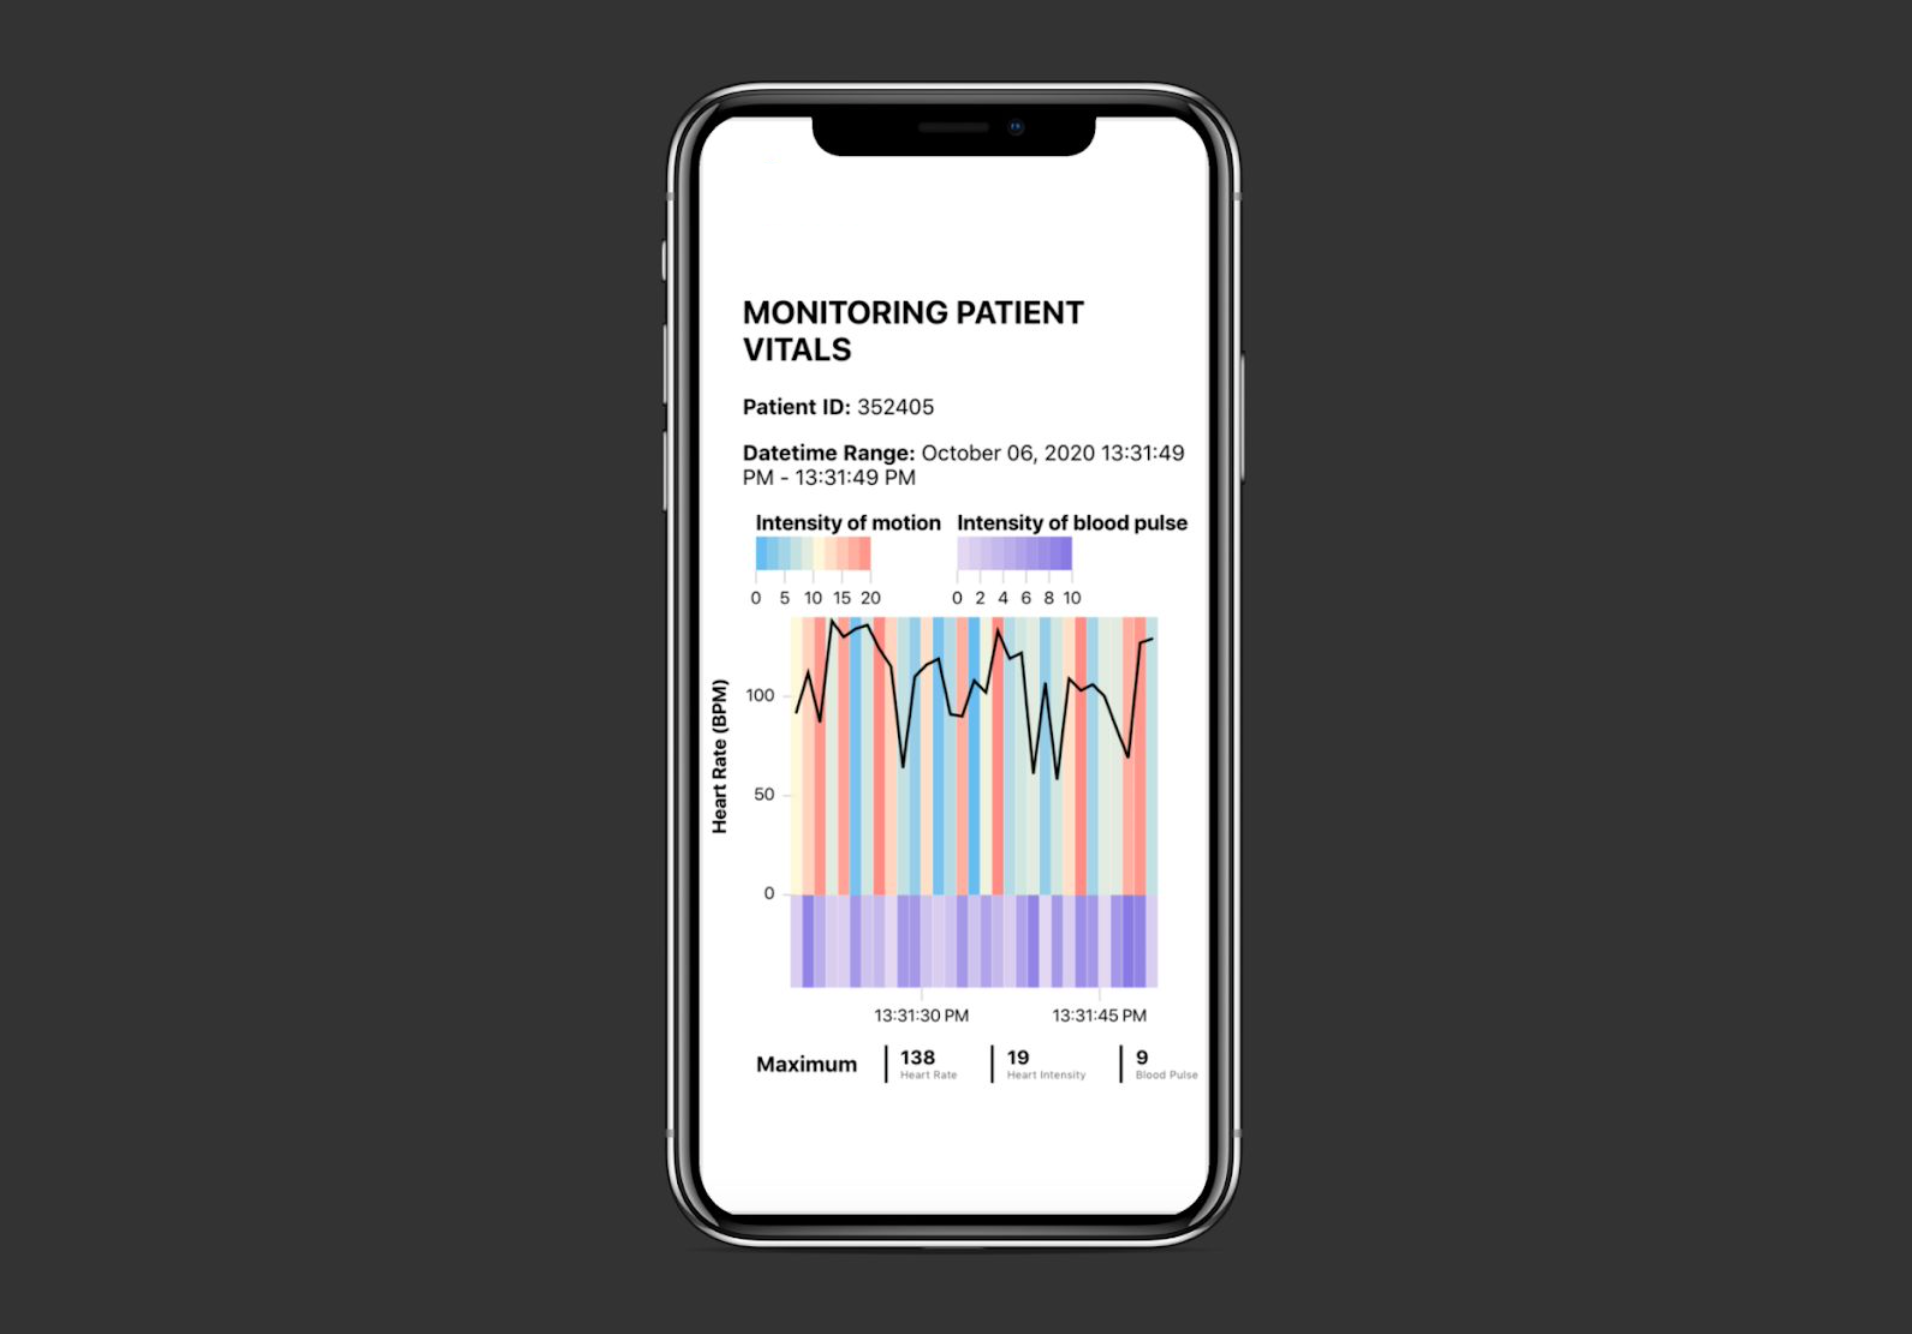 MONITORING PATIENT
VITALS
Patient ID: 352405
Datetime Range: October 06, 2020 13:31:49
PM - 13:31:49 PM
Intensity of motion
0 5 10 15 20
Intensity of blood pulse
0 2 4 6 8 10
Heart Rate (BPM)
100
50
0
13:31:30 PM 13:31:45 PM
Maximum
138
Heart Rate
19
Heart Intensity
9
Blood Pulse